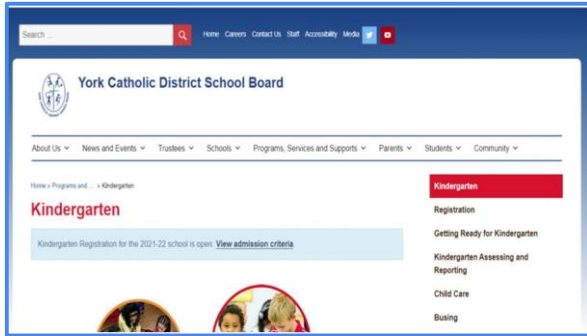 Search ...
Home Careers Contact Us Staff Accessibility Media
York Catholic District School Board
About Us News and Events Trustees Schools Programs, Services and Supports Parents Students Community
Home » Programs and ... » Kindergarten
Kindergarten
Kindergarten Registration for the 2021-22 school is open. View admission criteria.
Kindergarten
Registration
Getting Ready for Kindergarten
Kindergarten Assessing and
Reporting
Child Care
Busing